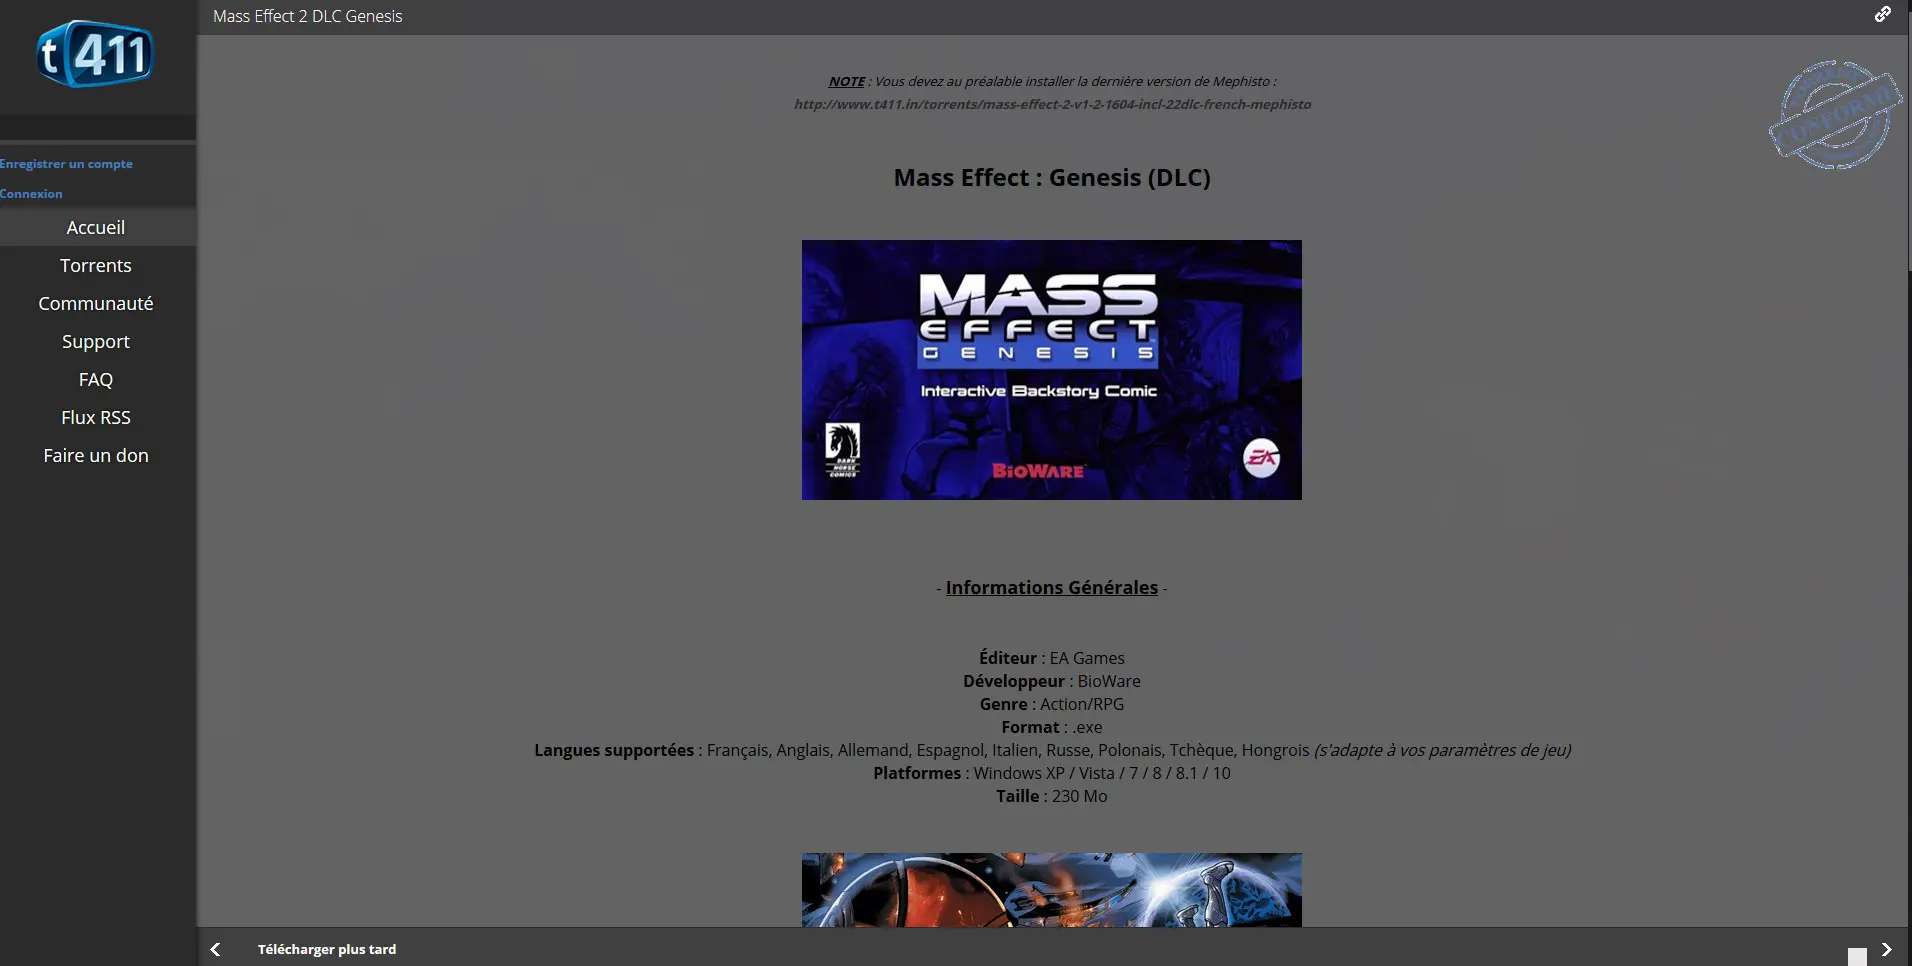 t411
Enregistrer un compte
Connexion
Accueil
Torrents
Communauté
Support
FAQ
Flux RSS
Faire un don
Mass Effect 2 DLC Genesis
NOTE : Vous devez au préalable installer la dernière version de Mephisto :
http://www.t411.in/torrents/mass-effect-2-v1-2-1604-incl-22dlc-french-mephisto
TORRENT
CONFORME
Mass Effect : Genesis (DLC)
MASS
EFFECT
GENESIS
Interactive Backstory Comic
DARK
HORSE
COMICS
BIOWARE
EA
- Informations Générales -
Éditeur : EA Games
Développeur : BioWare
Genre : Action/RPG
Format : .exe
Langues supportées : Français, Anglais, Allemand, Espagnol, Italien, Russe, Polonais, Tchèque, Hongrois (s'adapte à vos paramètres de jeu)
Platformes : Windows XP / Vista / 7 / 8 / 8.1 / 10
Taille : 230 Mo
Télécharger plus tard